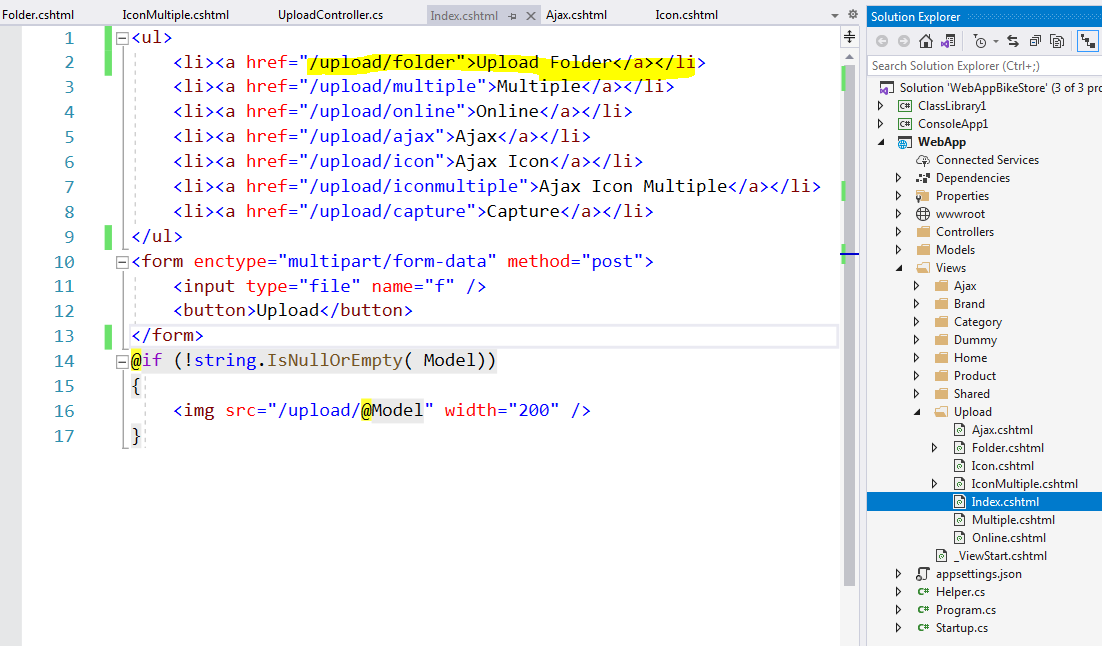 Folder.cshtml IconMultiple.cshtml UploadController.cs Index.cshtml Ajax.cshtml Icon.cshtml
1 <ul>
2 <li><a href="/upload/folder">Upload Folder</a></li>
3 <li><a href="/upload/multiple">Multiple</a></li>
4 <li><a href="/upload/online">Online</a></li>
5 <li><a href="/upload/ajax">Ajax</a></li>
6 <li><a href="/upload/icon">Ajax Icon</a></li>
7 <li><a href="/upload/iconmultiple">Ajax Icon Multiple</a></li>
8 <li><a href="/upload/capture">Capture</a></li>
9 </ul>
10 <form enctype="multipart/form-data" method="post">
11 <input type="file" name="f" />
12 <button>Upload</button>
13 </form>
14 @if (!string.IsNullOrEmpty( Model))
15 {
16 <img src="/upload/@Model" width="200" />
17 }
Solution Explorer
Search Solution Explorer (Ctrl+;)
Solution 'WebAppBikeStore' (3 of 3 pro
C# ClassLibrary1
C# ConsoleApp1
WebApp
Connected Services
Dependencies
Properties
wwwroot
Controllers
Models
Views
Ajax
Brand
Category
Dummy
Home
Product
Shared
Upload
Ajax.cshtml
Folder.cshtml
Icon.cshtml
IconMultiple.cshtml
Index.cshtml
Multiple.cshtml
Online.cshtml
_ViewStart.cshtml
appsettings.json
C# Helper.cs
C# Program.cs
C# Startup.cs